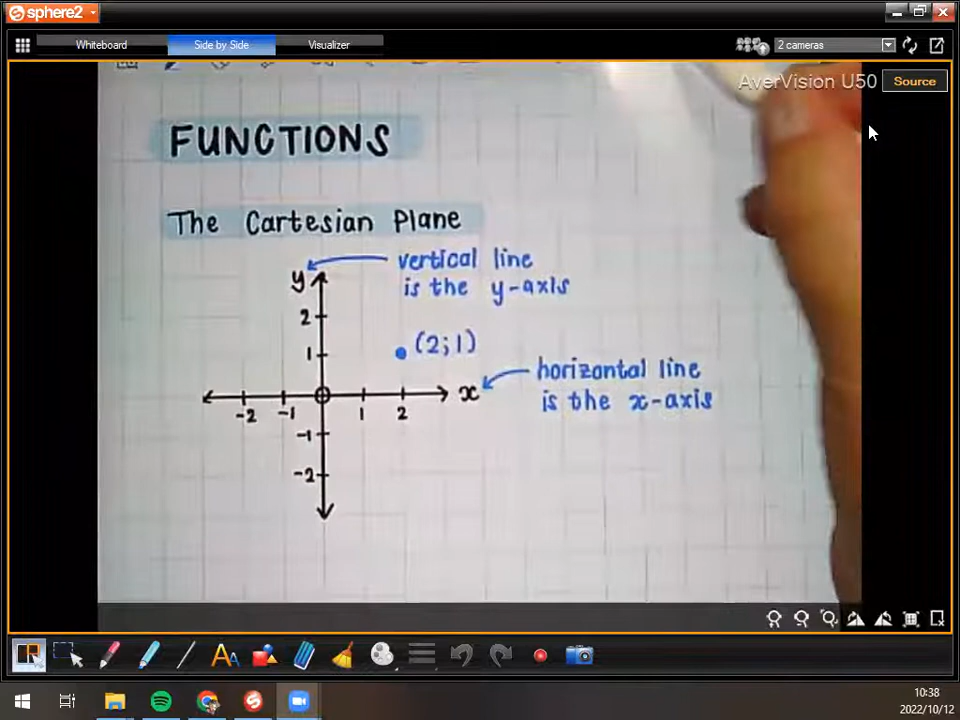 sphere2
Whiteboard
Side by Side
Visualizer
2 cameras
AverVision U50
Source
FUNCTIONS
The Cartesian Plane
vertical line
is the y-axis
y
2
1
(2;1)
horizontal line
is the x-axis
x
-2
-1
1
2
-1
-2
10:38
2022/10/12